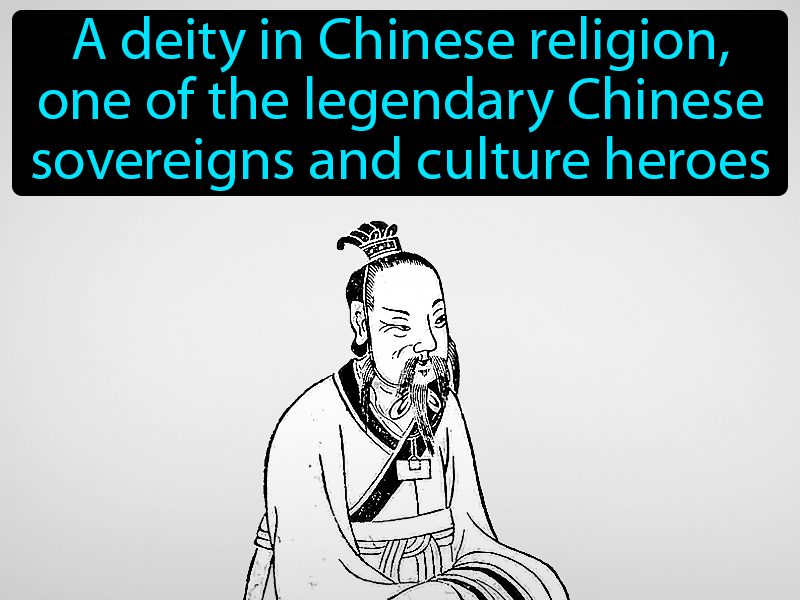 A deity in Chinese religion,
one of the legendary Chinese
sovereigns and culture heroes